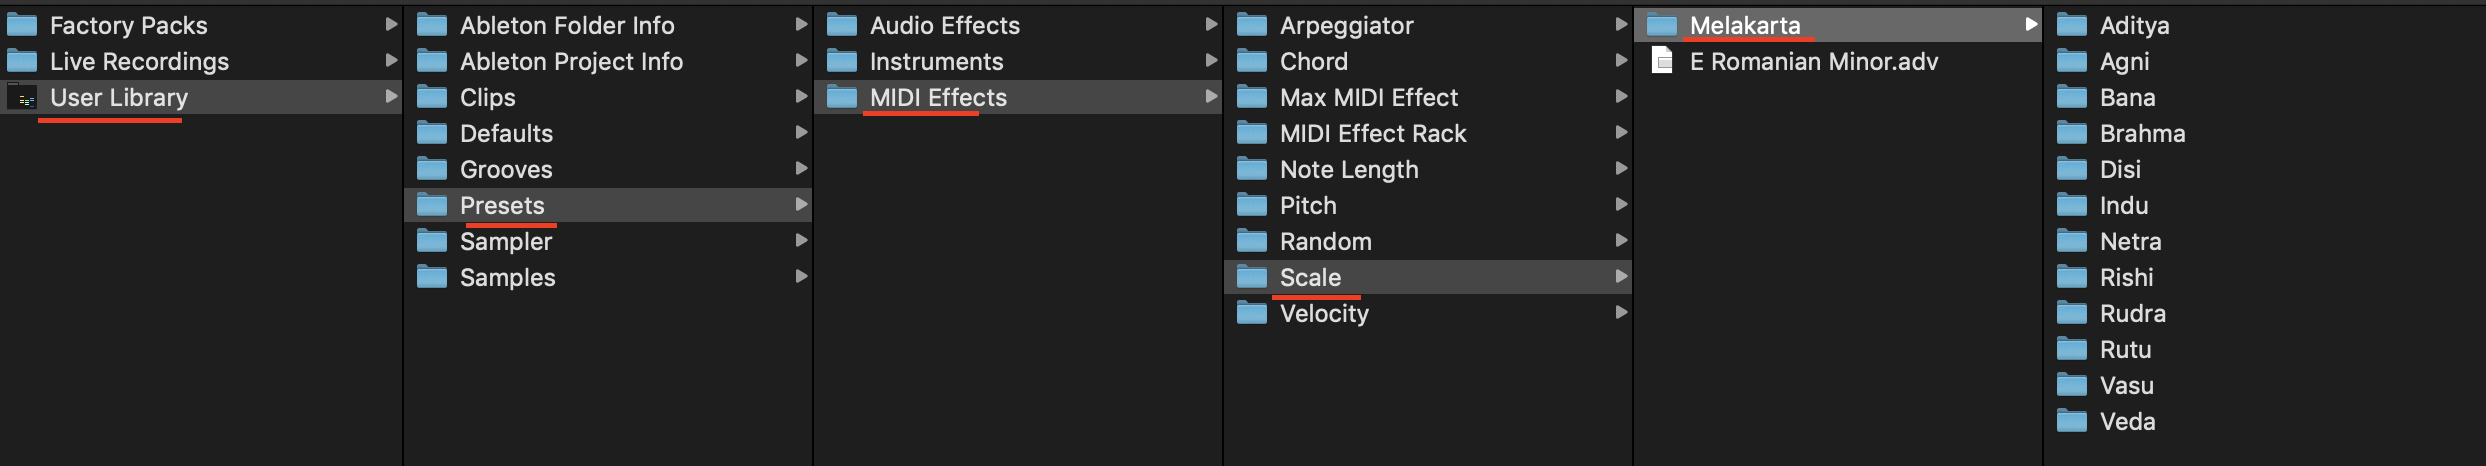 Factory Packs
Live Recordings
User Library
Ableton Folder Info
Ableton Project Info
Clips
Defaults
Grooves
Presets
Sampler
Samples
Audio Effects
Instruments
MIDI Effects
Arpeggiator
Chord
Max MIDI Effect
MIDI Effect Rack
Note Length
Pitch
Random
Scale
Velocity
Melakarta
E Romanian Minor.adv
Aditya
Agni
Bana
Brahma
Disi
Indu
Netra
Rishi
Rudra
Rutu
Vasu
Veda